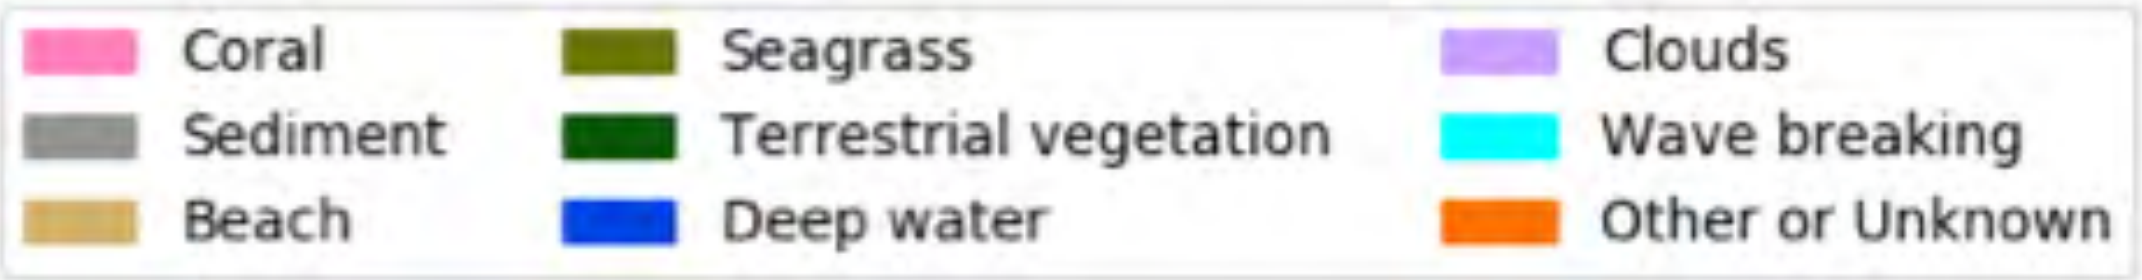 Coral
Sediment
Beach
Seagrass
Terrestrial vegetation
Deep water
Clouds
Wave breaking
Other or Unknown